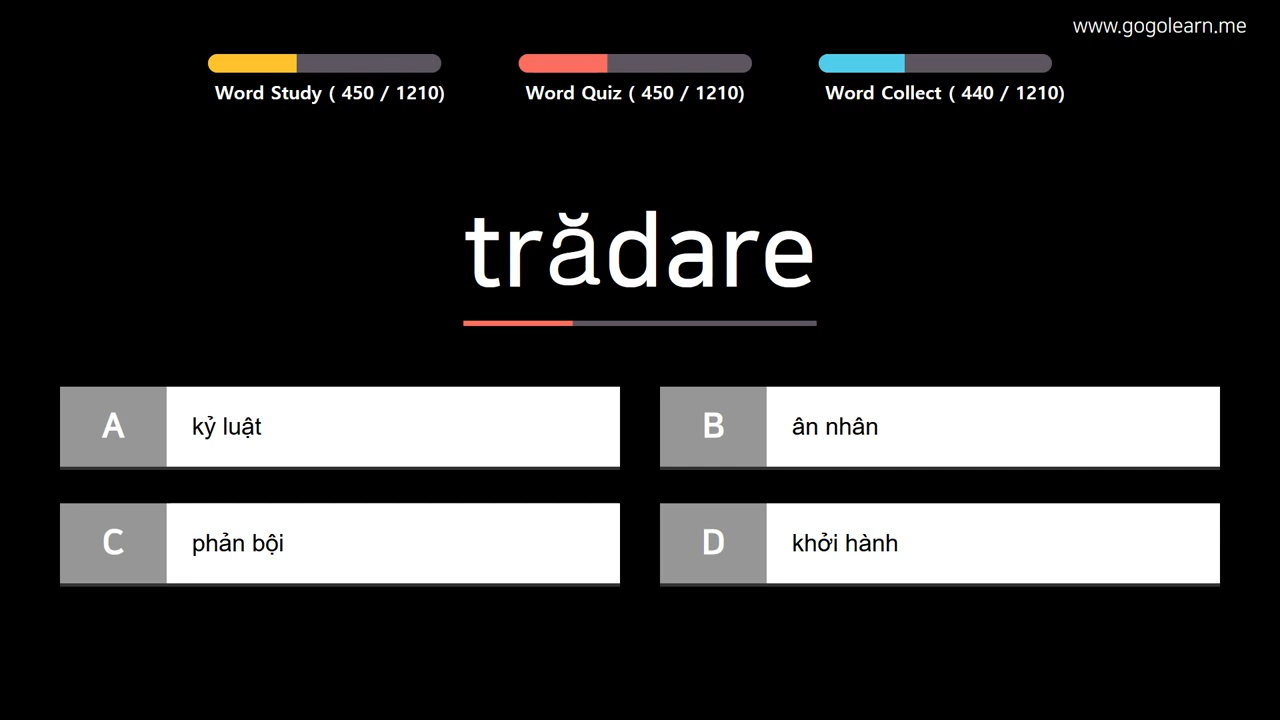 www.gogolearn.me
Word Study ( 450 / 1210)
Word Quiz ( 450 / 1210)
Word Collect ( 440 / 1210)
trădare
A
kỷ luật
B
ân nhân
C
phản bội
D
khởi hành